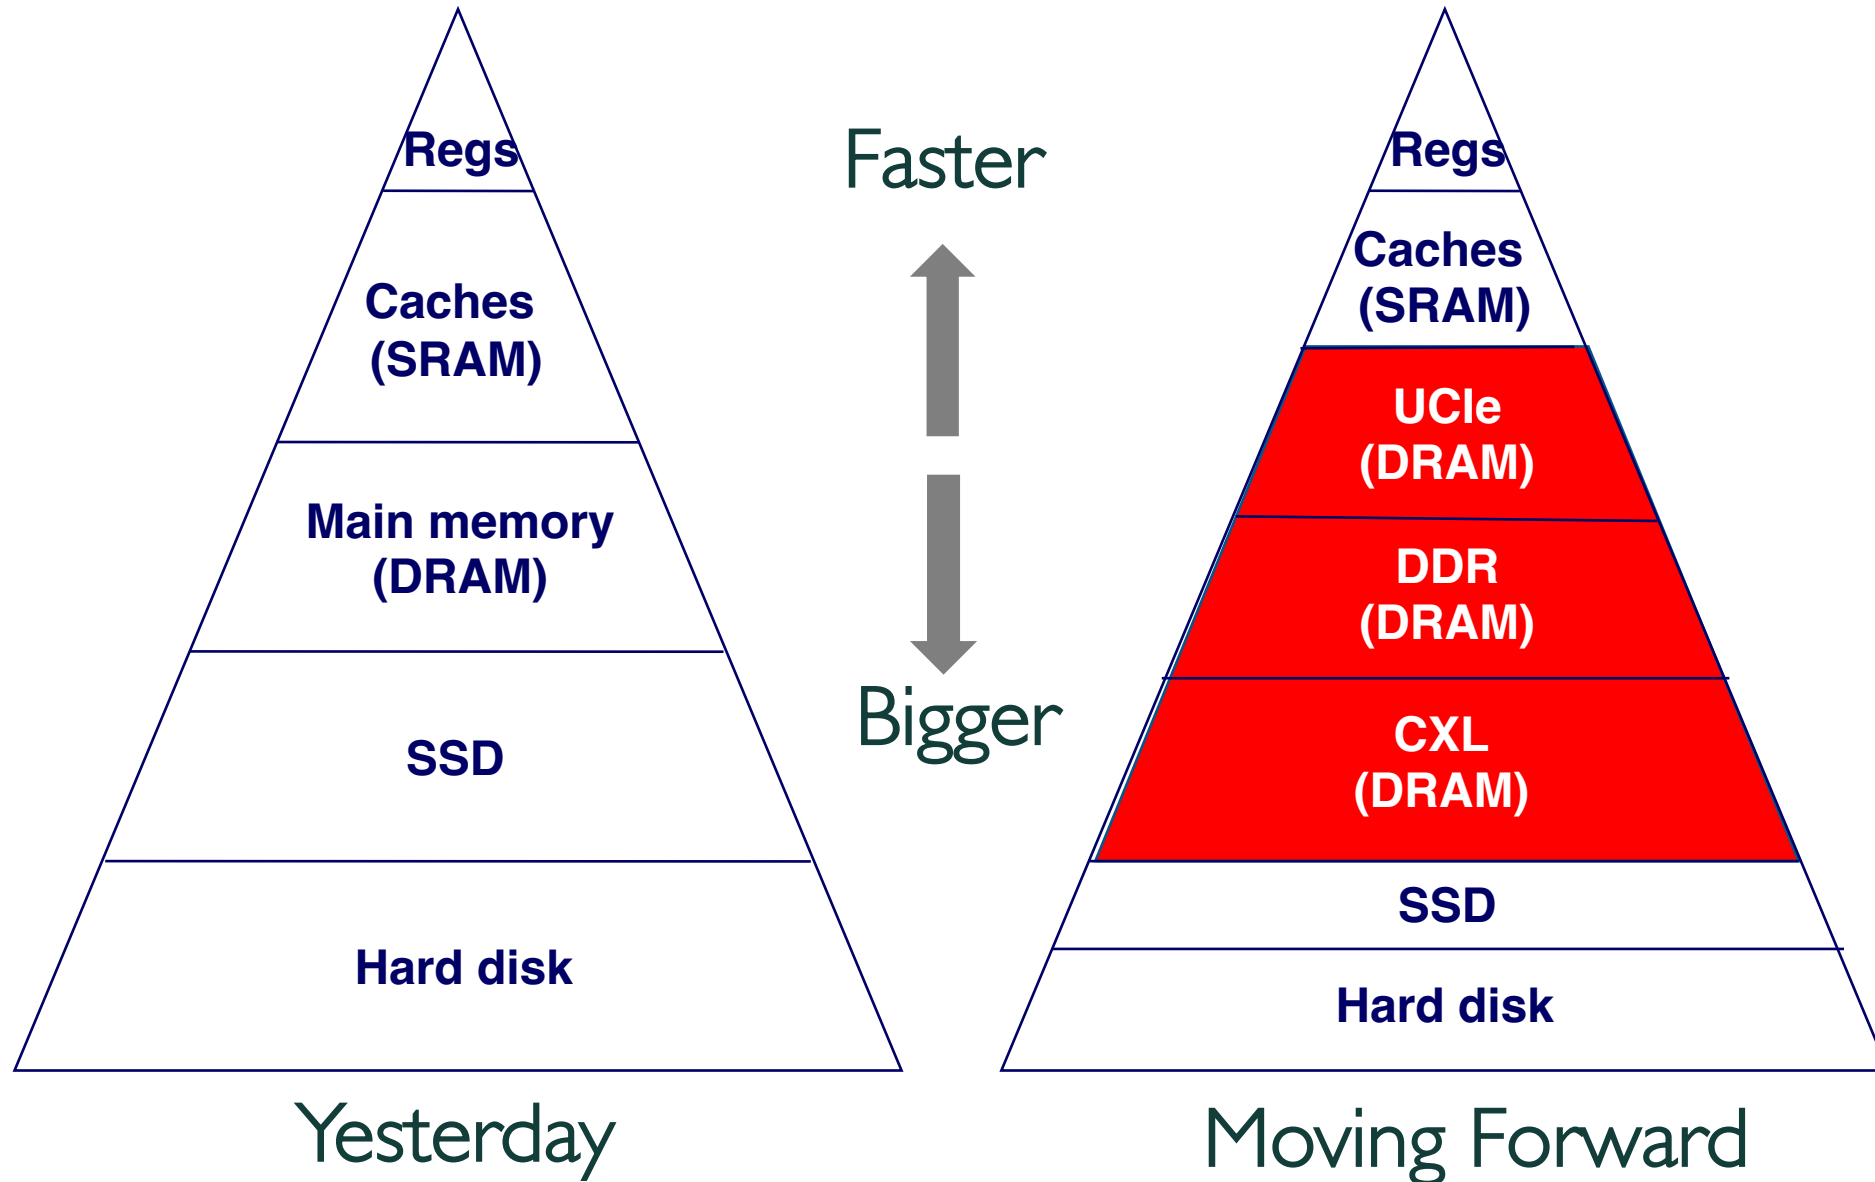 Regs
Caches
(SRAM)
Main memory
(DRAM)
SSD
Hard disk
Yesterday
Faster
Bigger
Regs
Caches
(SRAM)
UCIe
(DRAM)
DDR
(DRAM)
CXL
(DRAM)
SSD
Hard disk
Moving Forward